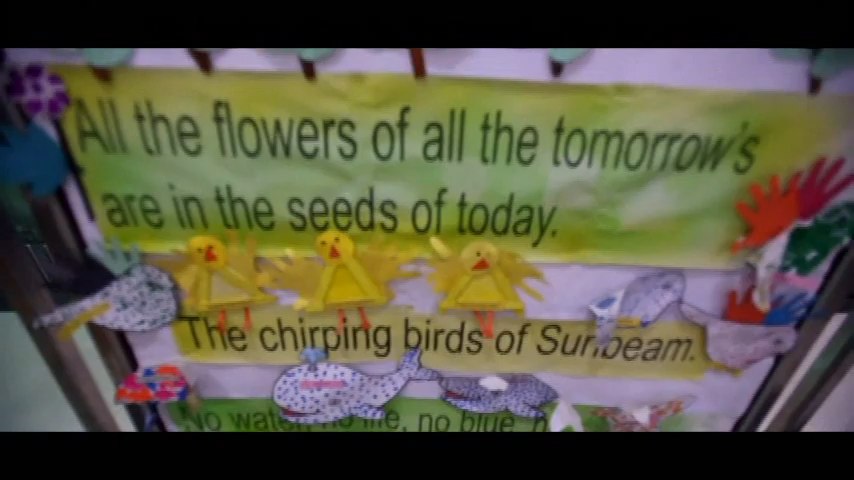 All the flowers of all the tomorrow's
are in the seeds of today.
The chirping birds of Sunbeam.
No water no life, no blue